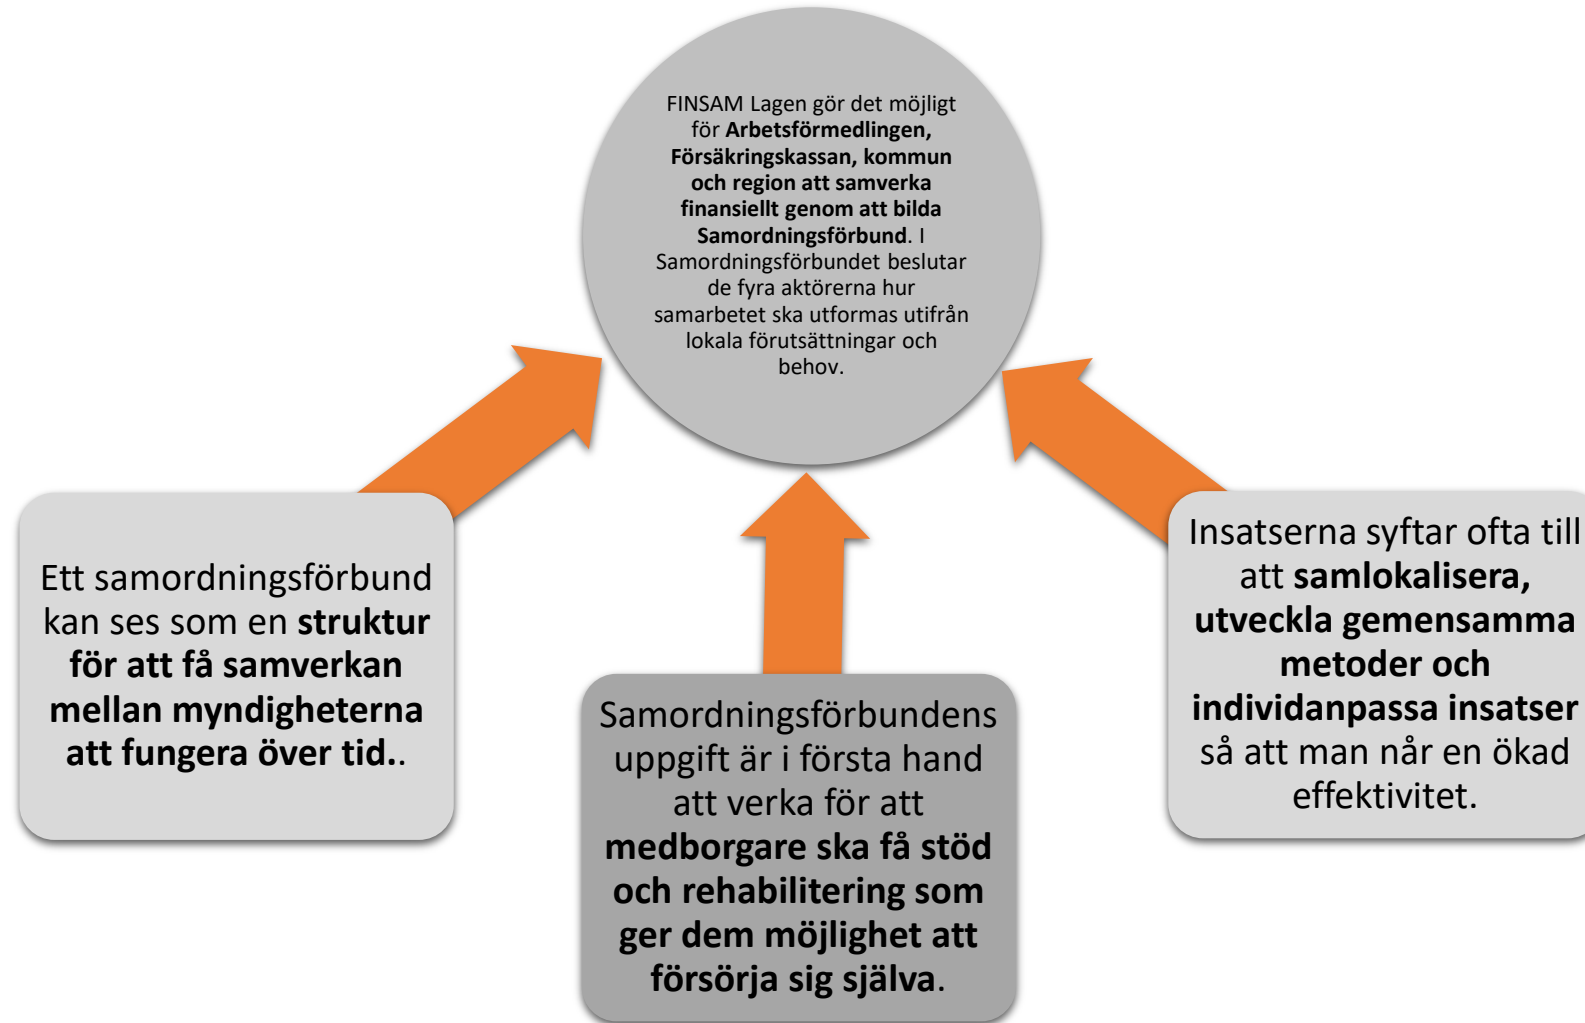 FINSAM Lagen gör det möjligt
för Arbetsförmedlingen,
Försäkringskassan, kommun
och region att samverka
finansiellt genom att bilda
Samordningsförbund. I
Samordningsförbundet beslutar
de fyra aktörerna hur
samarbetet ska utformas utifrån
lokala förutsättningar och
behov.
Ett samordningsförbund
kan ses som en struktur
för att få samverkan
mellan myndigheterna
att fungera över tid..
Samordningsförbundens
uppgift är i första hand
att verka för att
medborgare ska få stöd
och rehabilitering som
ger dem möjlighet att
försörja sig själva.
Insatserna syftar ofta till
att samlokalisera,
utveckla gemensamma
metoder och
individanpassa insatser
så att man når en ökad
effektivitet.